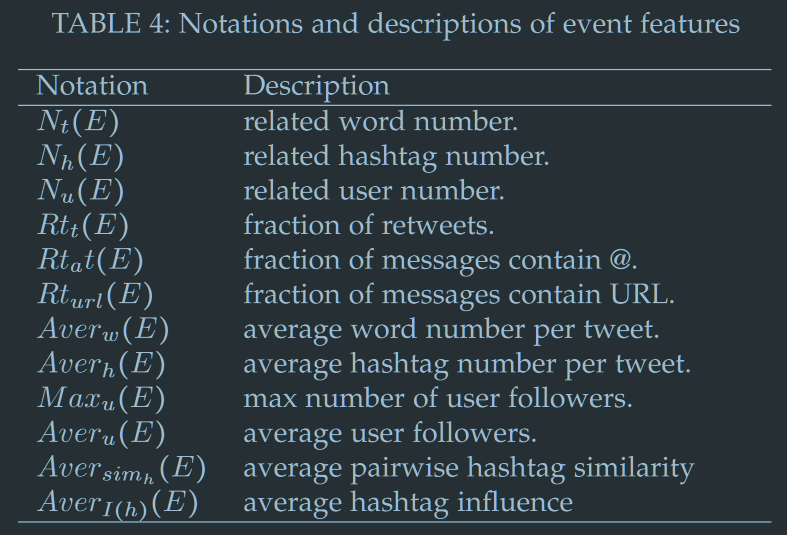 TABLE 4: Notations and descriptions of event features
Notation Description
N_t(E) related word number.
N_h(E) related hashtag number.
N_u(E) related user number.
Rt_t(E) fraction of retweets.
Rt_at(E) fraction of messages contain @.
Rt_{url}(E) fraction of messages contain URL.
Aver_w(E) average word number per tweet.
Aver_h(E) average hashtag number per tweet.
Max_u(E) max number of user followers.
Aver_u(E) average user followers.
Aver_{sim_h}(E) average pairwise hashtag similarity
Aver_{I(h)}(E) average hashtag influence